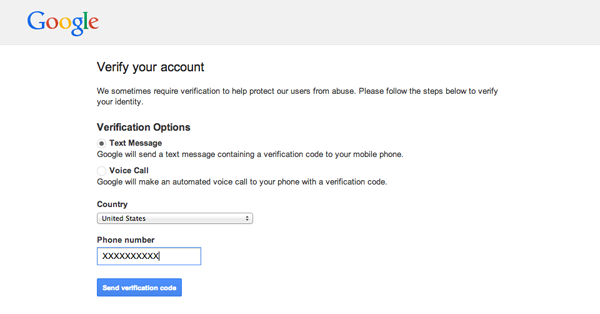 Google
Verify your account
We sometimes require verification to help protect our users from abuse. Please follow the steps below to verify
your identity.
Verification Options
Text Message
Google will send a text message containing a verification code to your mobile phone.
Voice Call
Google will make an automated voice call to your phone with a verification code.
Country
United States
Phone number
XXXXXXXXXX
Send verification code